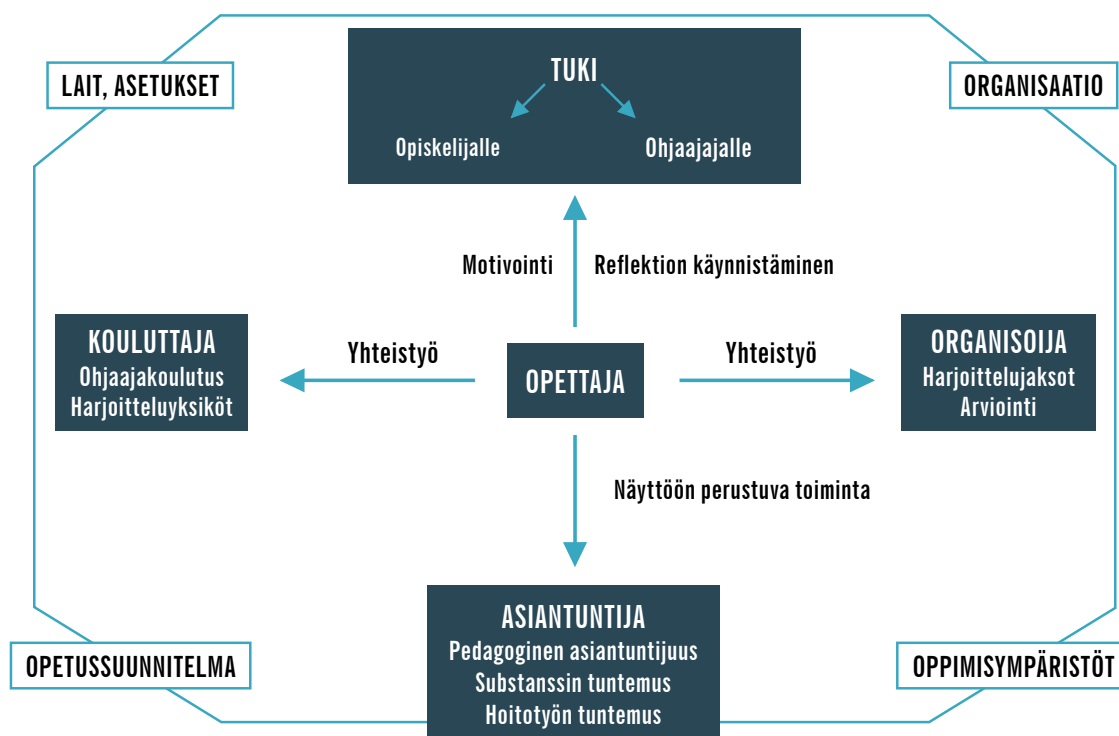 TUKI
LAIT, ASETUKSET
ORGANISAATIO
Opiskelijalle
Ohjaajajalle
Motivointi
Reflektion käynnistäminen
KOULUTTAJA
Ohjaajakoulutus
Harjoitteluyksiköt
Yhteistyö
OPETTAJA
Yhteistyö
ORGANISOIJA
Harjoittelujaksot
Arviointi
Näyttöön perustuva toiminta
ASIANTUNTIJA
Pedagoginen asiantuntijuus
Substanssin tuntemus
Hoitotyön tuntemus
OPETUSSUUNNITELMA
OPPIMISYMPÄRISTÖT